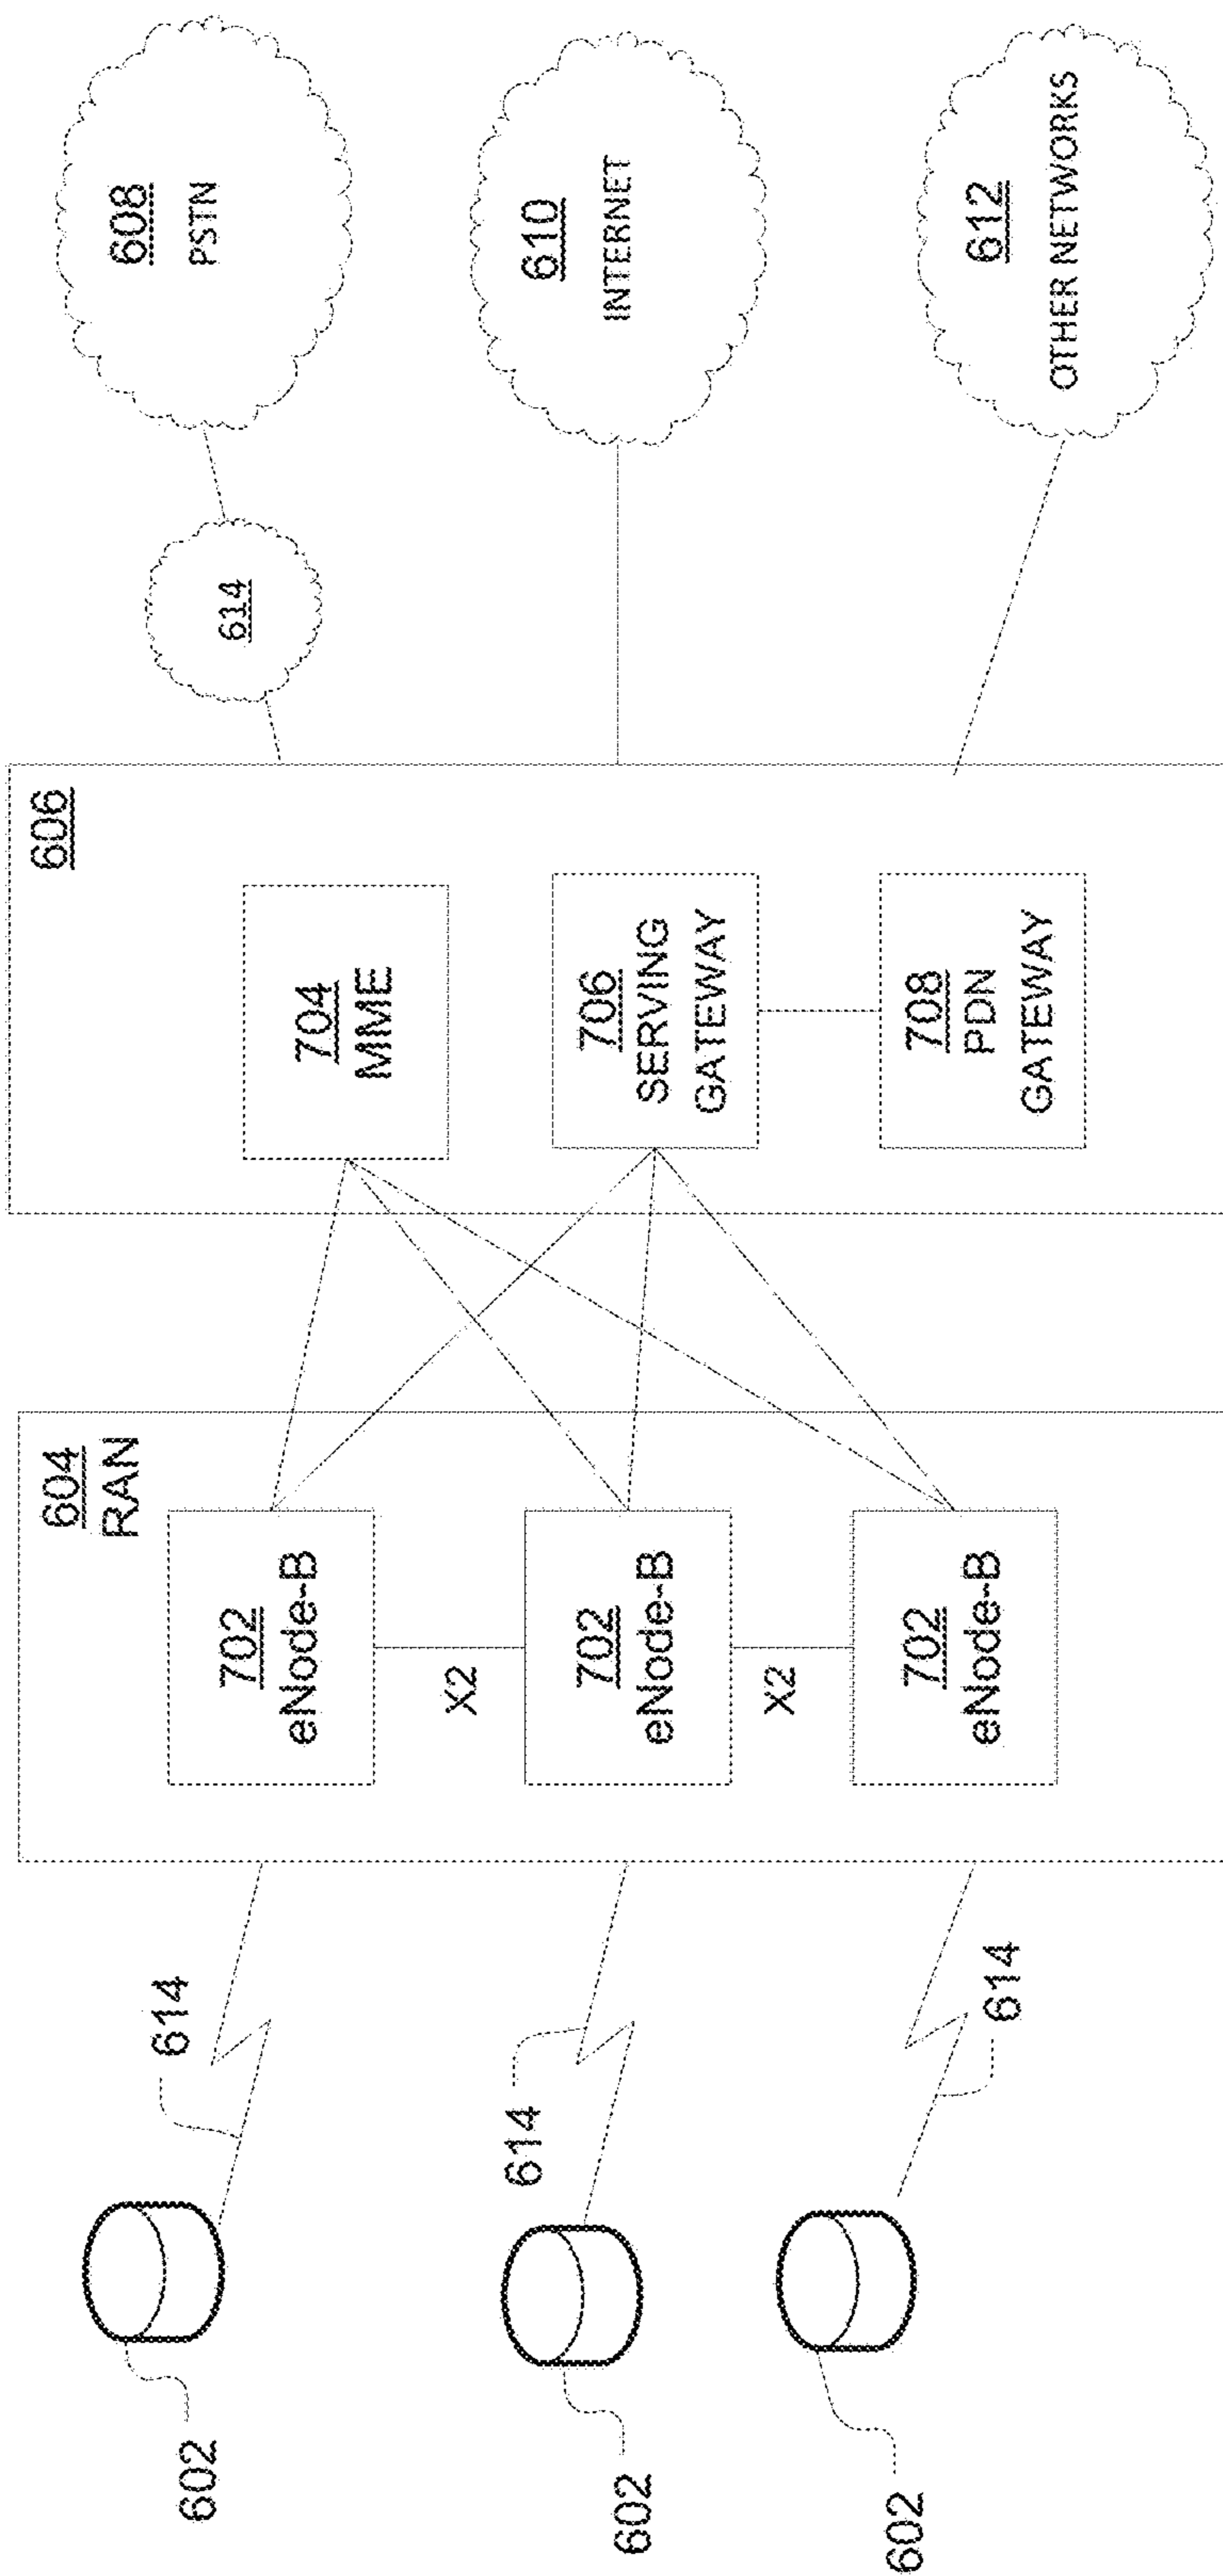 602
602
602
614
614
614
604
RAN
702
eNode-B
X2
702
eNode-B
X2
702
eNode-B
606
704
MME
706
SERVING
GATEWAY
708
PDN
GATEWAY
614
608
PSTN
610
INTERNET
612
OTHER NETWORKS